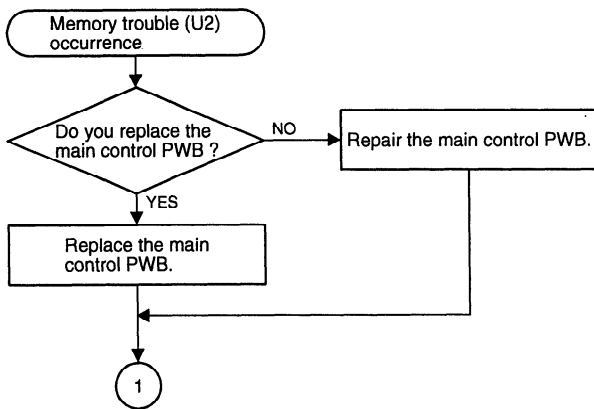 Memory trouble (U2)
occurrence
Do you replace the
main control PWB ?
NO
Repair the main control PWB.
YES
Replace the main
control PWB.
1